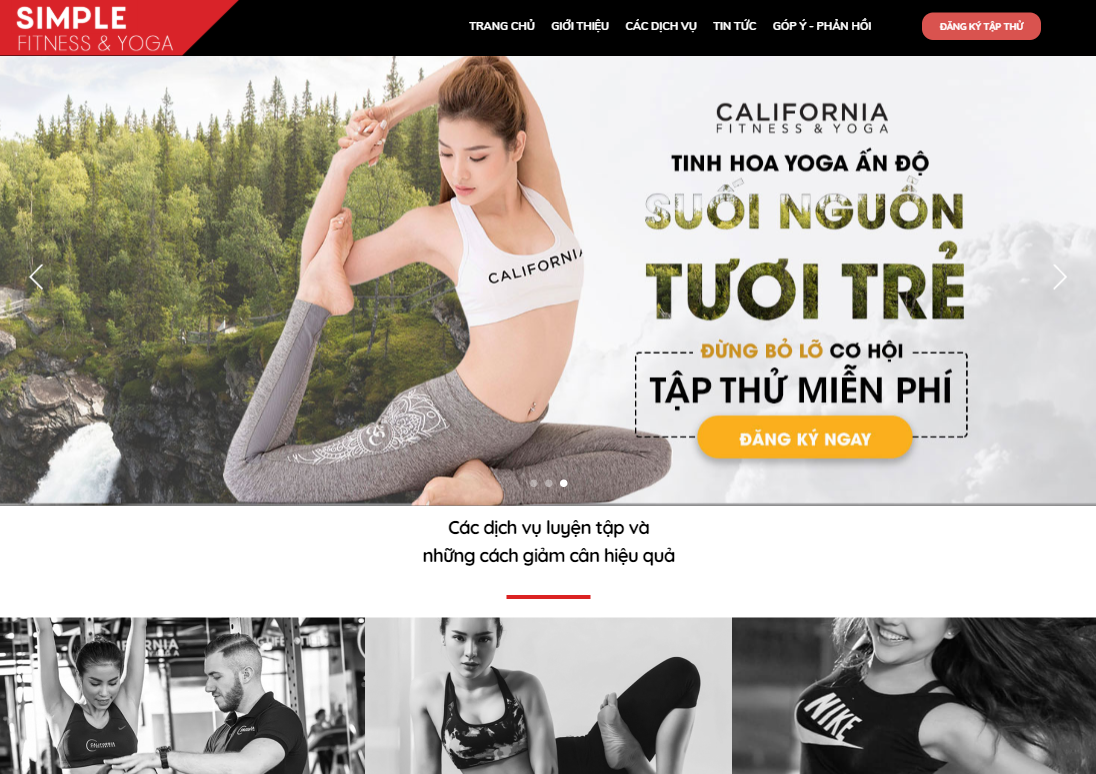 SIMPLE
FITNESS & YOGA
TRANG CHỦ GIỚI THIỆU CÁC DỊCH VỤ TIN TỨC GÓP Ý - PHẢN HỒI
ĐĂNG KÝ TẬP THỬ
CALIFORNIA
FITNESS & YOGA
TINH HOA YOGA ẤN ĐỘ
SUỐI NGUỒN
TƯƠI TRẺ
ĐỪNG BỎ LỠ CƠ HỘI
TẬP THỬ MIỄN PHÍ
ĐĂNG KÝ NGAY
CALIFORNIA
Các dịch vụ luyện tập và
những cách giảm cân hiệu quả
NIKE